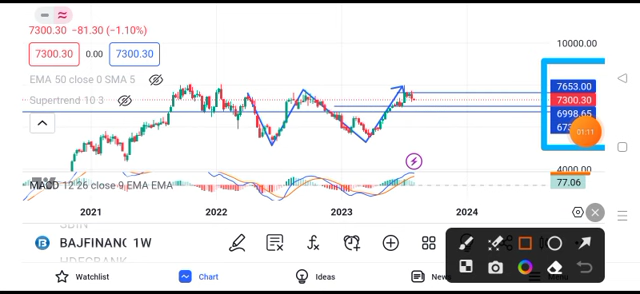 7300.30 −81.30 (−1.10%)
10000.00
7300.30 0.00 7300.30
EMA 50 close 0 SMA 5
7653.00
Supertrend 10 3
7300.30
6998.65
01:11
4000.00
MACD 12 26 close 9 EMA EMA
77.06
2021 2022 2023 2024
BAJFINANC 1W
HDFCBANK
Watchlist Chart Ideas News Menu